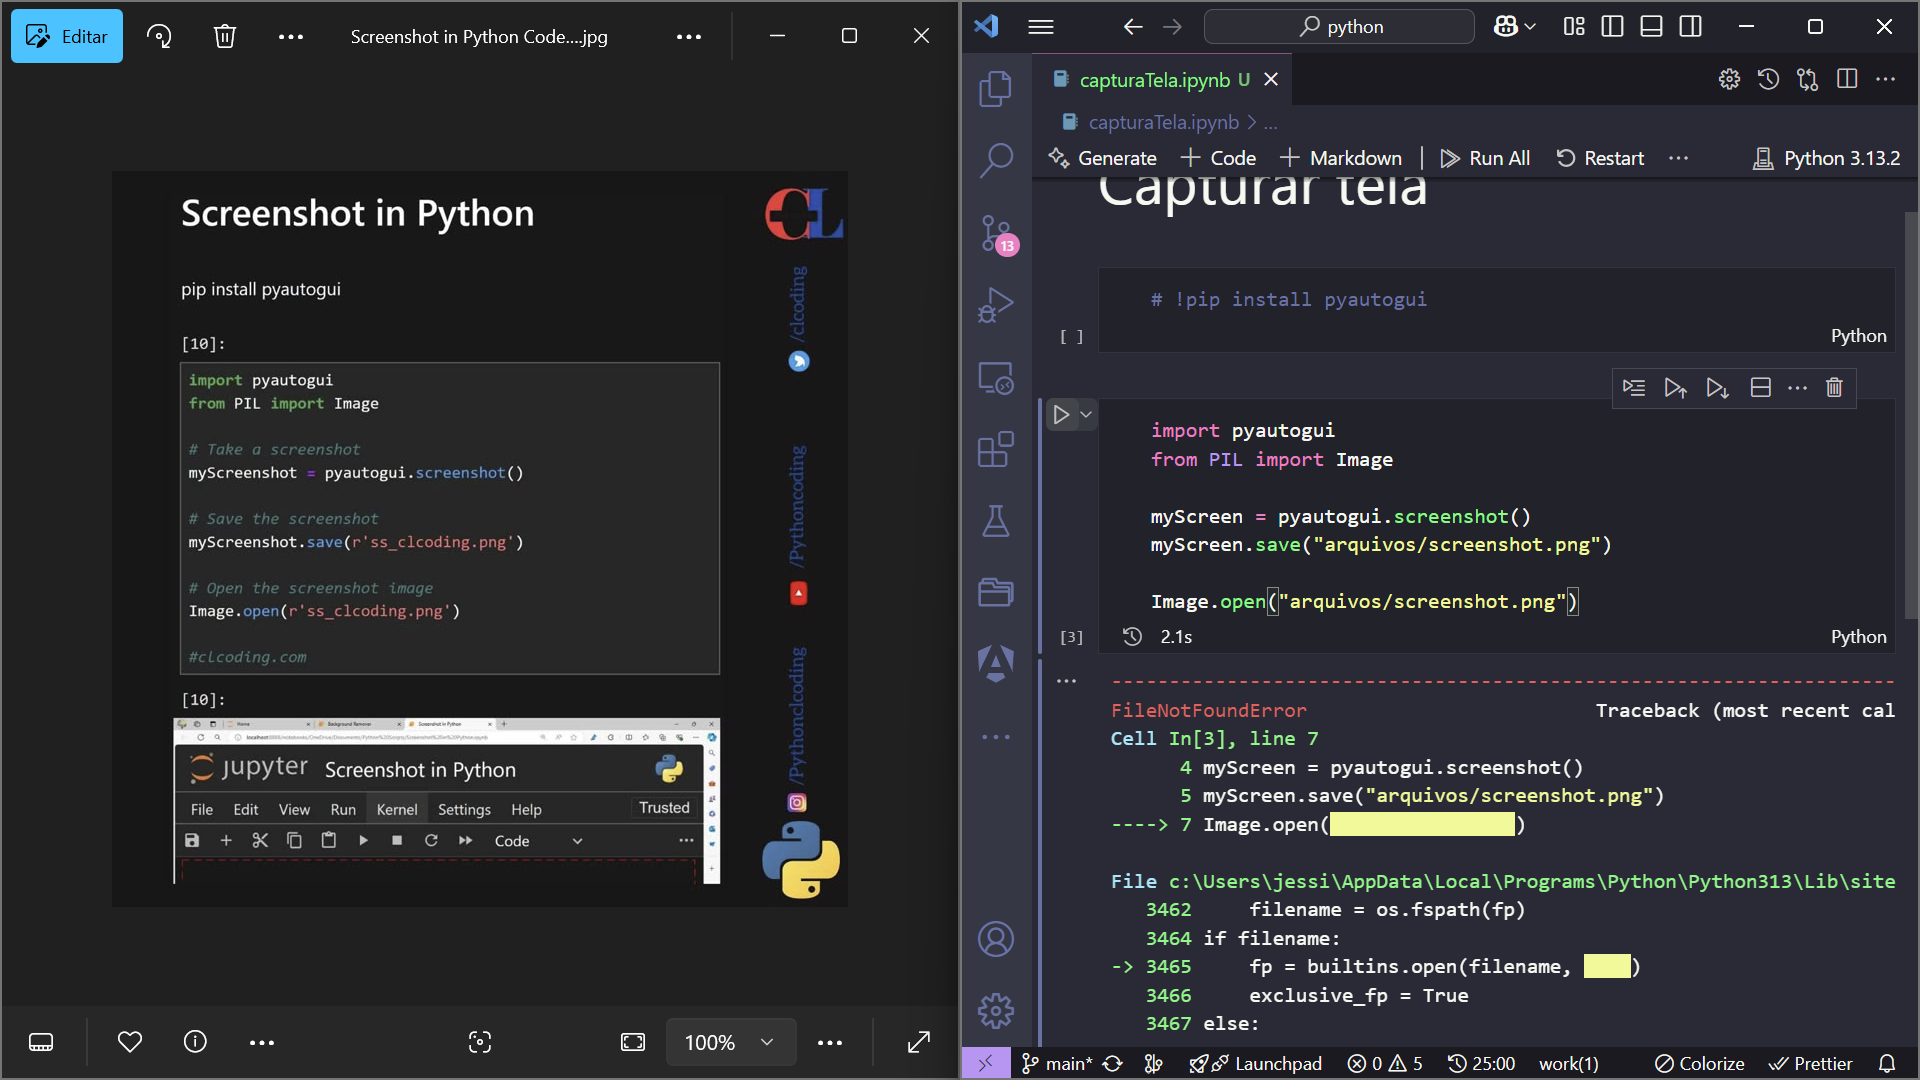 Editar
Screenshot in Python Code....jpg
Screenshot in Python
pip install pyautogui
[10]:
import pyautogui
from PIL import Image
# Take a screenshot
myScreenshot = pyautogui.screenshot()
# Save the screenshot
myScreenshot.save(r'ss_clcoding.png')
# Open the screenshot image
Image.open(r'ss_clcoding.png')
#clcoding.com
[10]:
CL
/clcoding
/Pythoncoding
/Pythonclcoding
Home
Background Remover
Screenshot in Python
jupyter Screenshot in Python
File Edit View Run Kernel Settings Help Trusted
Code
100%
python
capturaTela.ipynb U
capturaTela.ipynb > ...
Generate + Code + Markdown Run All Restart ... Python 3.13.2
Capturar tela
13
# !pip install pyautogui
[ ] Python
import pyautogui
from PIL import Image
myScreen = pyautogui.screenshot()
myScreen.save("arquivos/screenshot.png")
Image.open("arquivos/screenshot.png")
[3] 2.1s Python
---------------------------------------------------------------------------
FileNotFoundError Traceback (most recent cal
Cell In[3], line 7
4 myScreen = pyautogui.screenshot()
5 myScreen.save("arquivos/screenshot.png")
----> 7 Image.open( )
File c:\Users\jessi\AppData\Local\Programs\Python\Python313\Lib\site
3462 filename = os.fspath(fp)
3464 if filename:
-> 3465 fp = builtins.open(filename, )
3466 exclusive_fp = True
3467 else:
main* Launchpad 0 5 25:00 work(1) Colorize Prettier